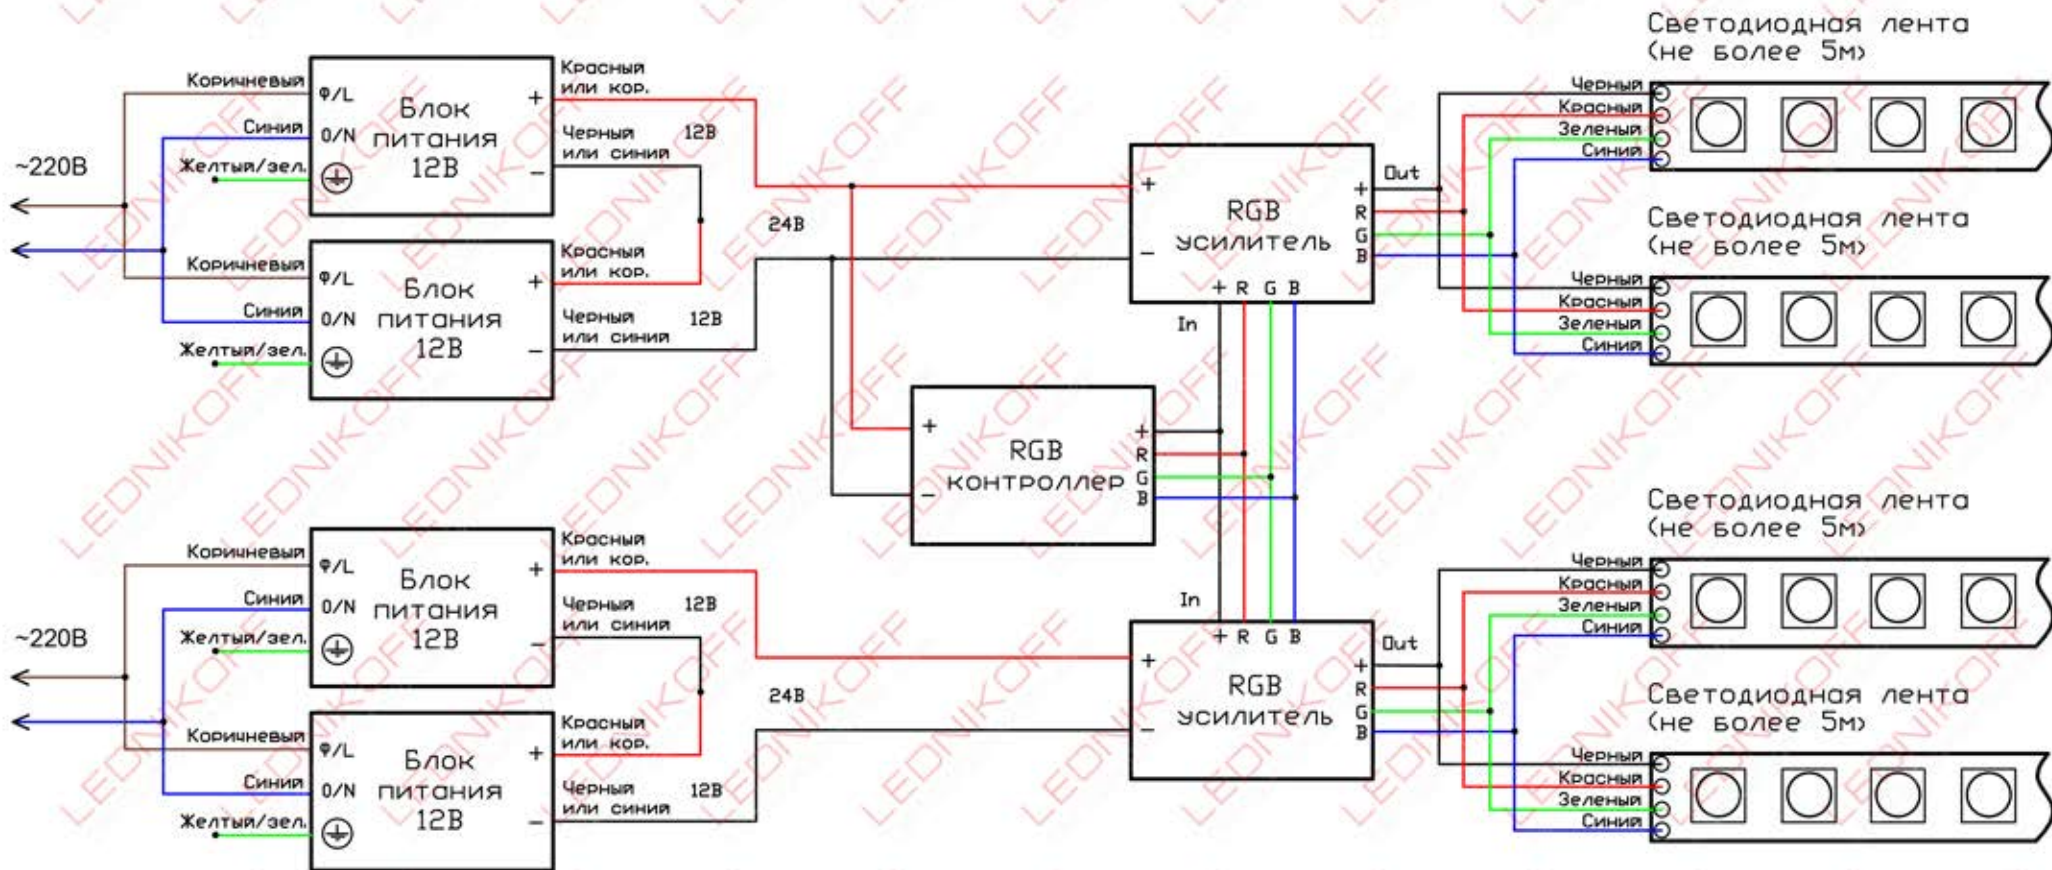 Светодиодная лента
(не более 5м)
Коричневый
Ф/L
Блок
питания
12В
+
Красный
или кор.
Синий
0/N
Черный
или синий
12В
–
Желтый/зел.
~220В
24В
Коричневый
Ф/L
Блок
питания
12В
+
Красный
или кор.
Синий
0/N
Черный
или синий
12В
–
Желтый/зел.
+
–
RGB
усилитель
+ R G B
In
Out
+
R
G
B
Черный
Красный
Зеленый
Синий
Светодиодная лента
(не более 5м)
Черный
Красный
Зеленый
Синий
+
–
RGB
контроллер
+
R
G
B
Светодиодная лента
(не более 5м)
Коричневый
Ф/L
Блок
питания
12В
+
Красный
или кор.
Синий
0/N
Черный
или синий
12В
–
Желтый/зел.
~220В
24В
Коричневый
Ф/L
Блок
питания
12В
+
Красный
или кор.
Синий
0/N
Черный
или синий
12В
–
Желтый/зел.
In
+ R G B
+
–
RGB
усилитель
Out
+
R
G
B
Черный
Красный
Зеленый
Синий
Светодиодная лента
(не более 5м)
Черный
Красный
Зеленый
Синий
LEDNIKOFF